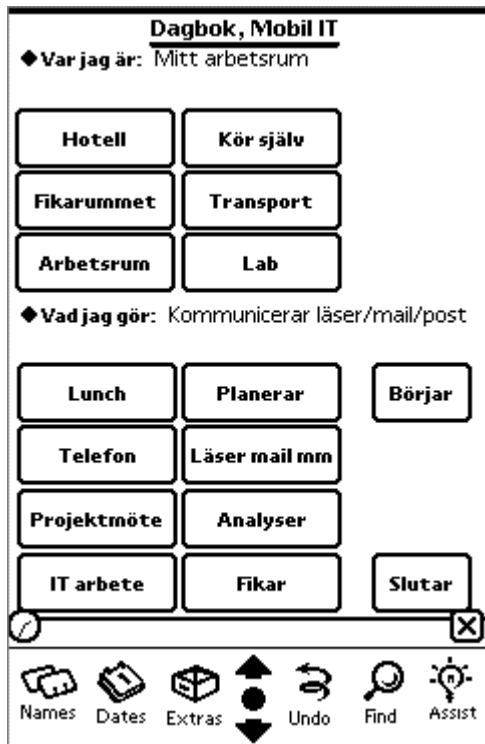 Dagbok, Mobil IT
◆Var jag är: Mitt arbetsrum
Hotell Kör själv
Fikarummet Transport
Arbetsrum Lab
◆Vad jag gör: Kommunicerar läser/mail/post
Lunch Planerar Börjar
Telefon Läser mail mm
Projektmöte Analyser
IT arbete Fikar Slutar
Names Dates Extras Undo Find Assist